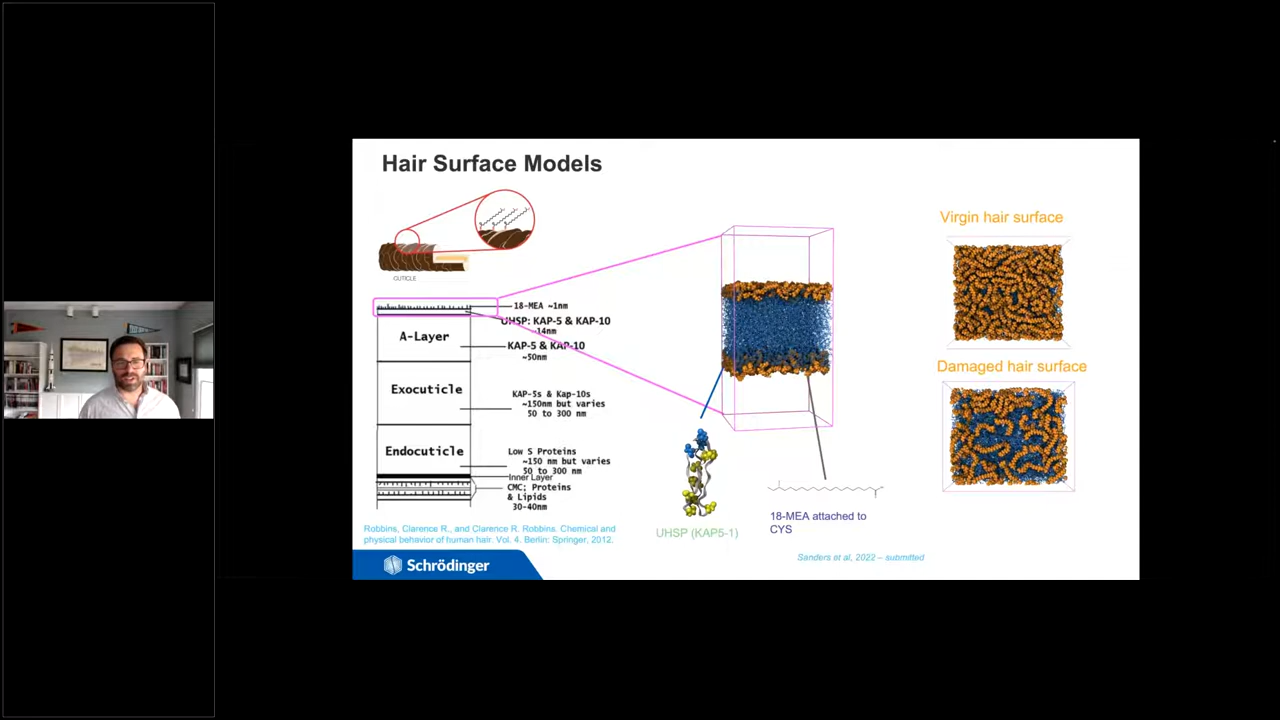 Hair Surface Models
CUTICLE
18-MEA ~1nm
UHSP: KAP-5 & KAP-10
~14nm
A-Layer
KAP-5 & KAP-10
~50nm
Exocuticle
KAP-5s & Kap-10s
~150nm but varies
50 to 300 nm
Endocuticle
Low S Proteins
~150 nm but varies
50 to 300 nm
Inner Layer
CMC; Proteins
& Lipids
30-40nm
Robbins, Clarence R., and Clarence R. Robbins. Chemical and
physical behavior of human hair. Vol. 4. Berlin: Springer, 2012.
UHSP (KAP5-1)
18-MEA attached to
CYS
Virgin hair surface
Damaged hair surface
Sanders et al, 2022 – submitted
Schrödinger